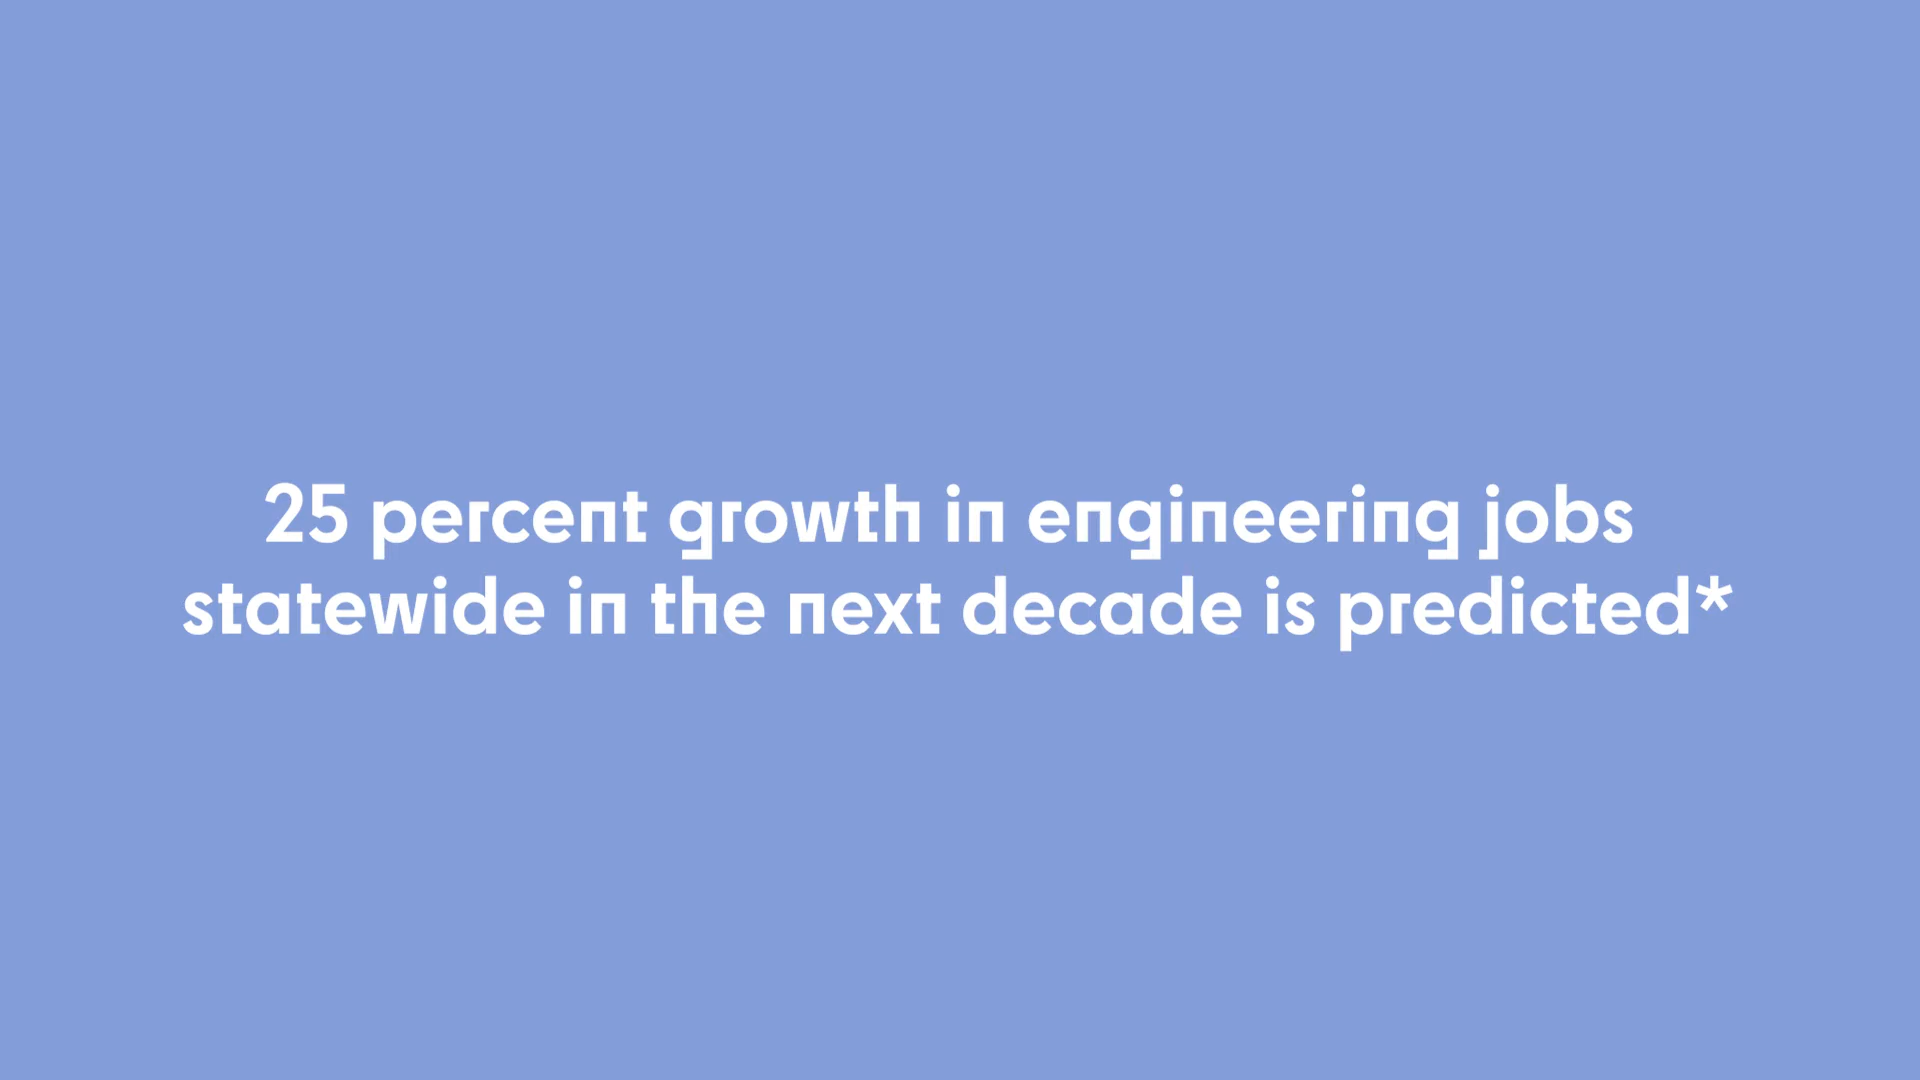 25 percent growth in engineering jobs
statewide in the next decade is predicted*